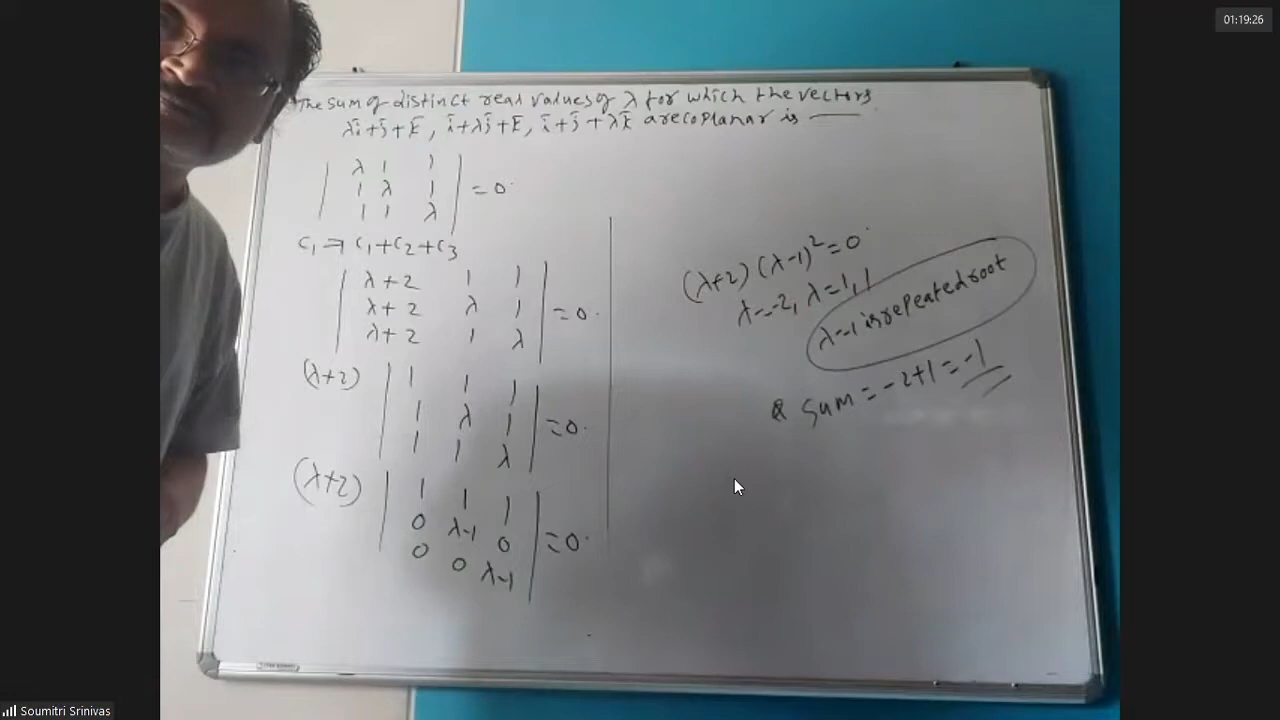 01:19:26
The sum of distinct real values of λ for which the vectors
λī+j̄+k̄, ī+λj̄+k̄, ī+j̄+λk̄ are coplanar is ——
| λ 1 1 |
| 1 λ 1 | = 0.
| 1 1 λ |
C₁ → C₁+C₂+C₃
| λ+2 1 1 |
| λ+2 λ 1 | = 0.
| λ+2 1 λ |
(λ+2) | 1 1 1 |
| 1 λ 1 | = 0.
| 1 1 λ |
(λ+2) | 1 1 1 |
| 0 λ-1 0 | = 0.
| 0 0 λ-1 |
(λ+2) (λ-1)² = 0
λ=-2, λ=1,1
λ=1 is repeated root
sum = -2+1 = -1
Soumitri Srinivas